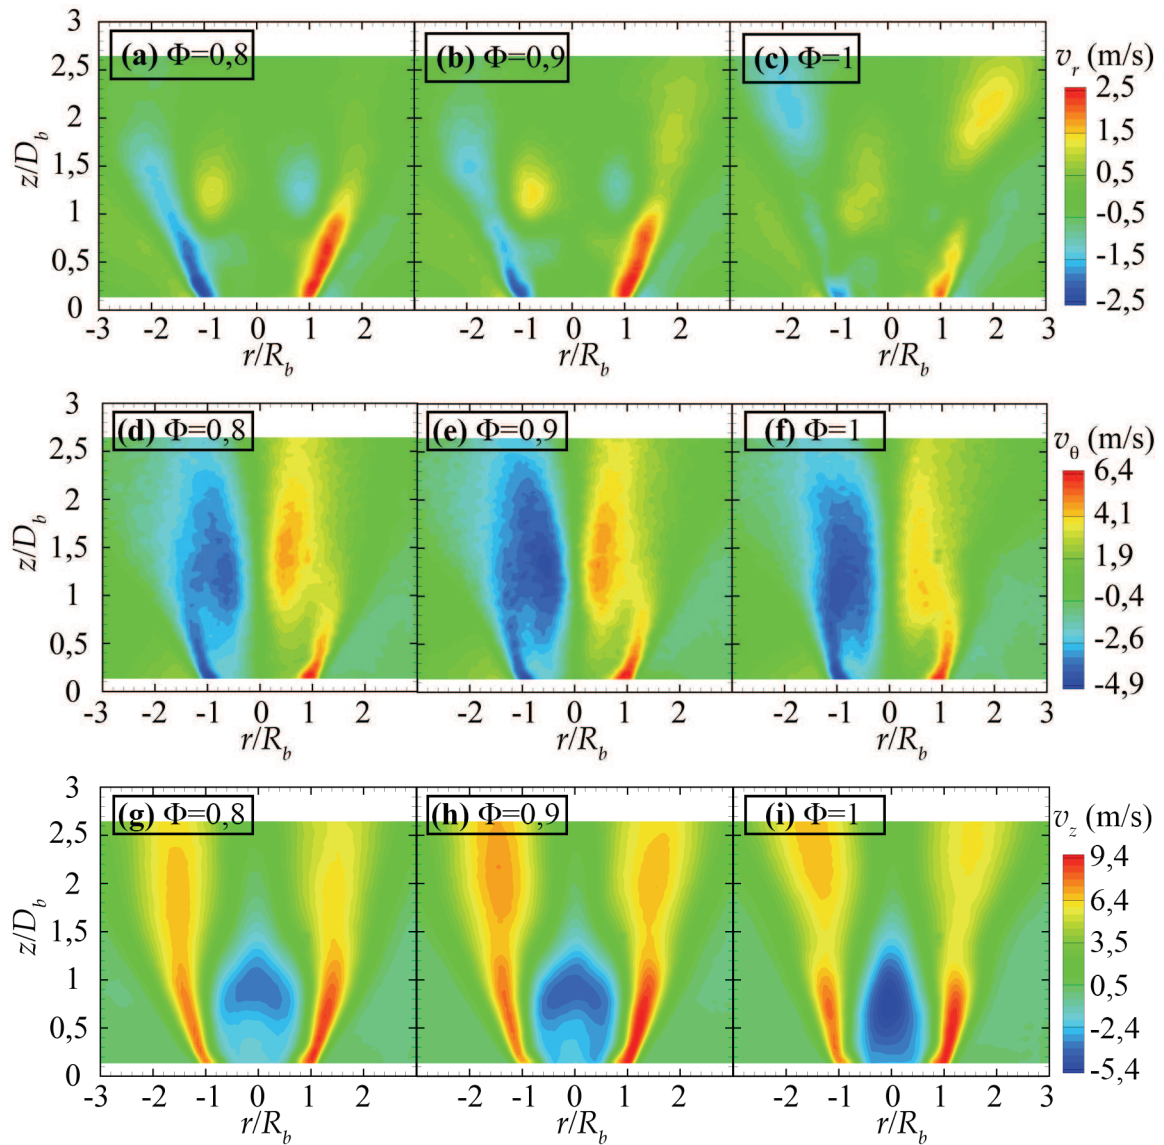 3
(a) Φ=0,8
(b) Φ=0,9
(c) Φ=1
v_r (m/s)
2,5
2
1,5
1
0,5
0
z/D_b
2,5
1,5
0,5
-0,5
-1,5
-2,5
-3 -2 -1 0 1 2 -2 -1 0 1 2 -2 -1 0 1 2 3
r/R_b r/R_b r/R_b
3
(d) Φ=0,8
(e) Φ=0,9
(f) Φ=1
v_θ (m/s)
2,5
2
1,5
1
0,5
0
z/D_b
6,4
4,1
1,9
-0,4
-2,6
-4,9
-3 -2 -1 0 1 2 -2 -1 0 1 2 -2 -1 0 1 2 3
r/R_b r/R_b r/R_b
3
(g) Φ=0,8
(h) Φ=0,9
(i) Φ=1
v_z (m/s)
2,5
2
1,5
1
0,5
0
z/D_b
9,4
6,4
3,5
0,5
-2,4
-5,4
-3 -2 -1 0 1 2 -2 -1 0 1 2 -2 -1 0 1 2 3
r/R_b r/R_b r/R_b